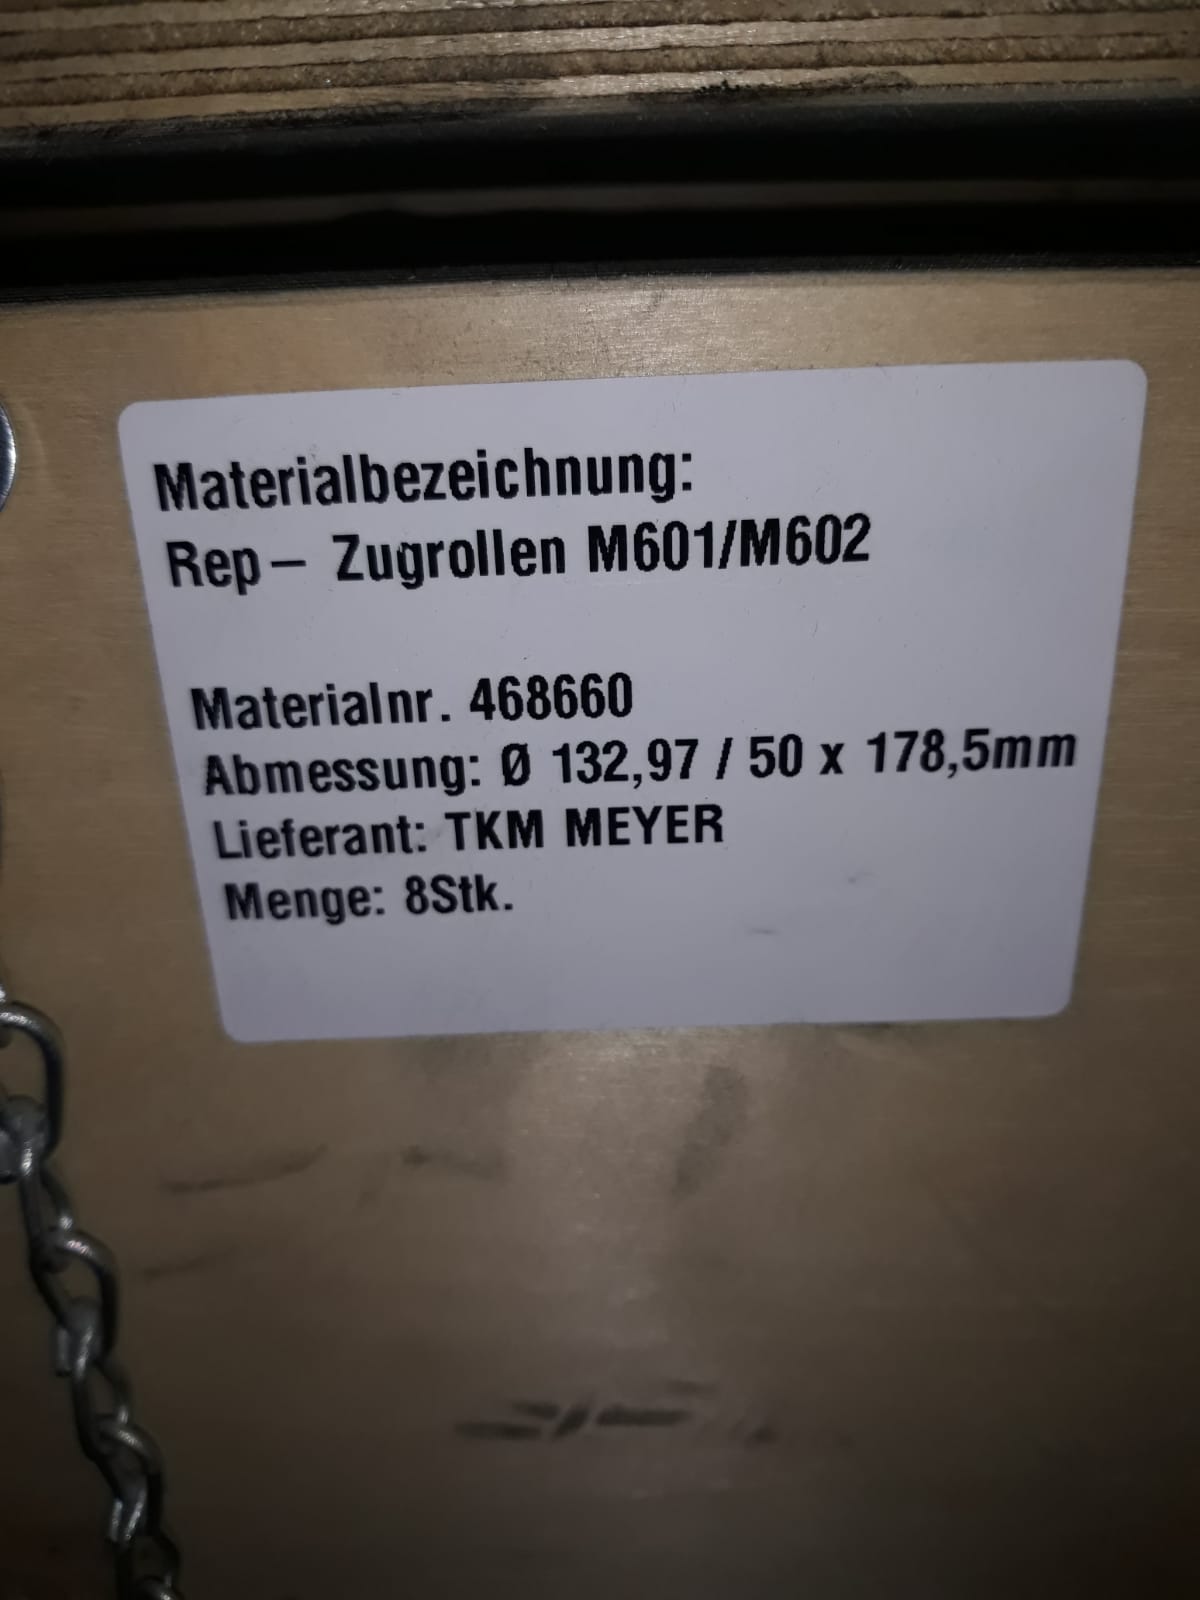 Materialbezeichnung:
Rep– Zugrollen M601/M602
Materialnr. 468660
Abmessung: Ø 132,97 / 50 x 178,5mm
Lieferant: TKM MEYER
Menge: 8Stk.